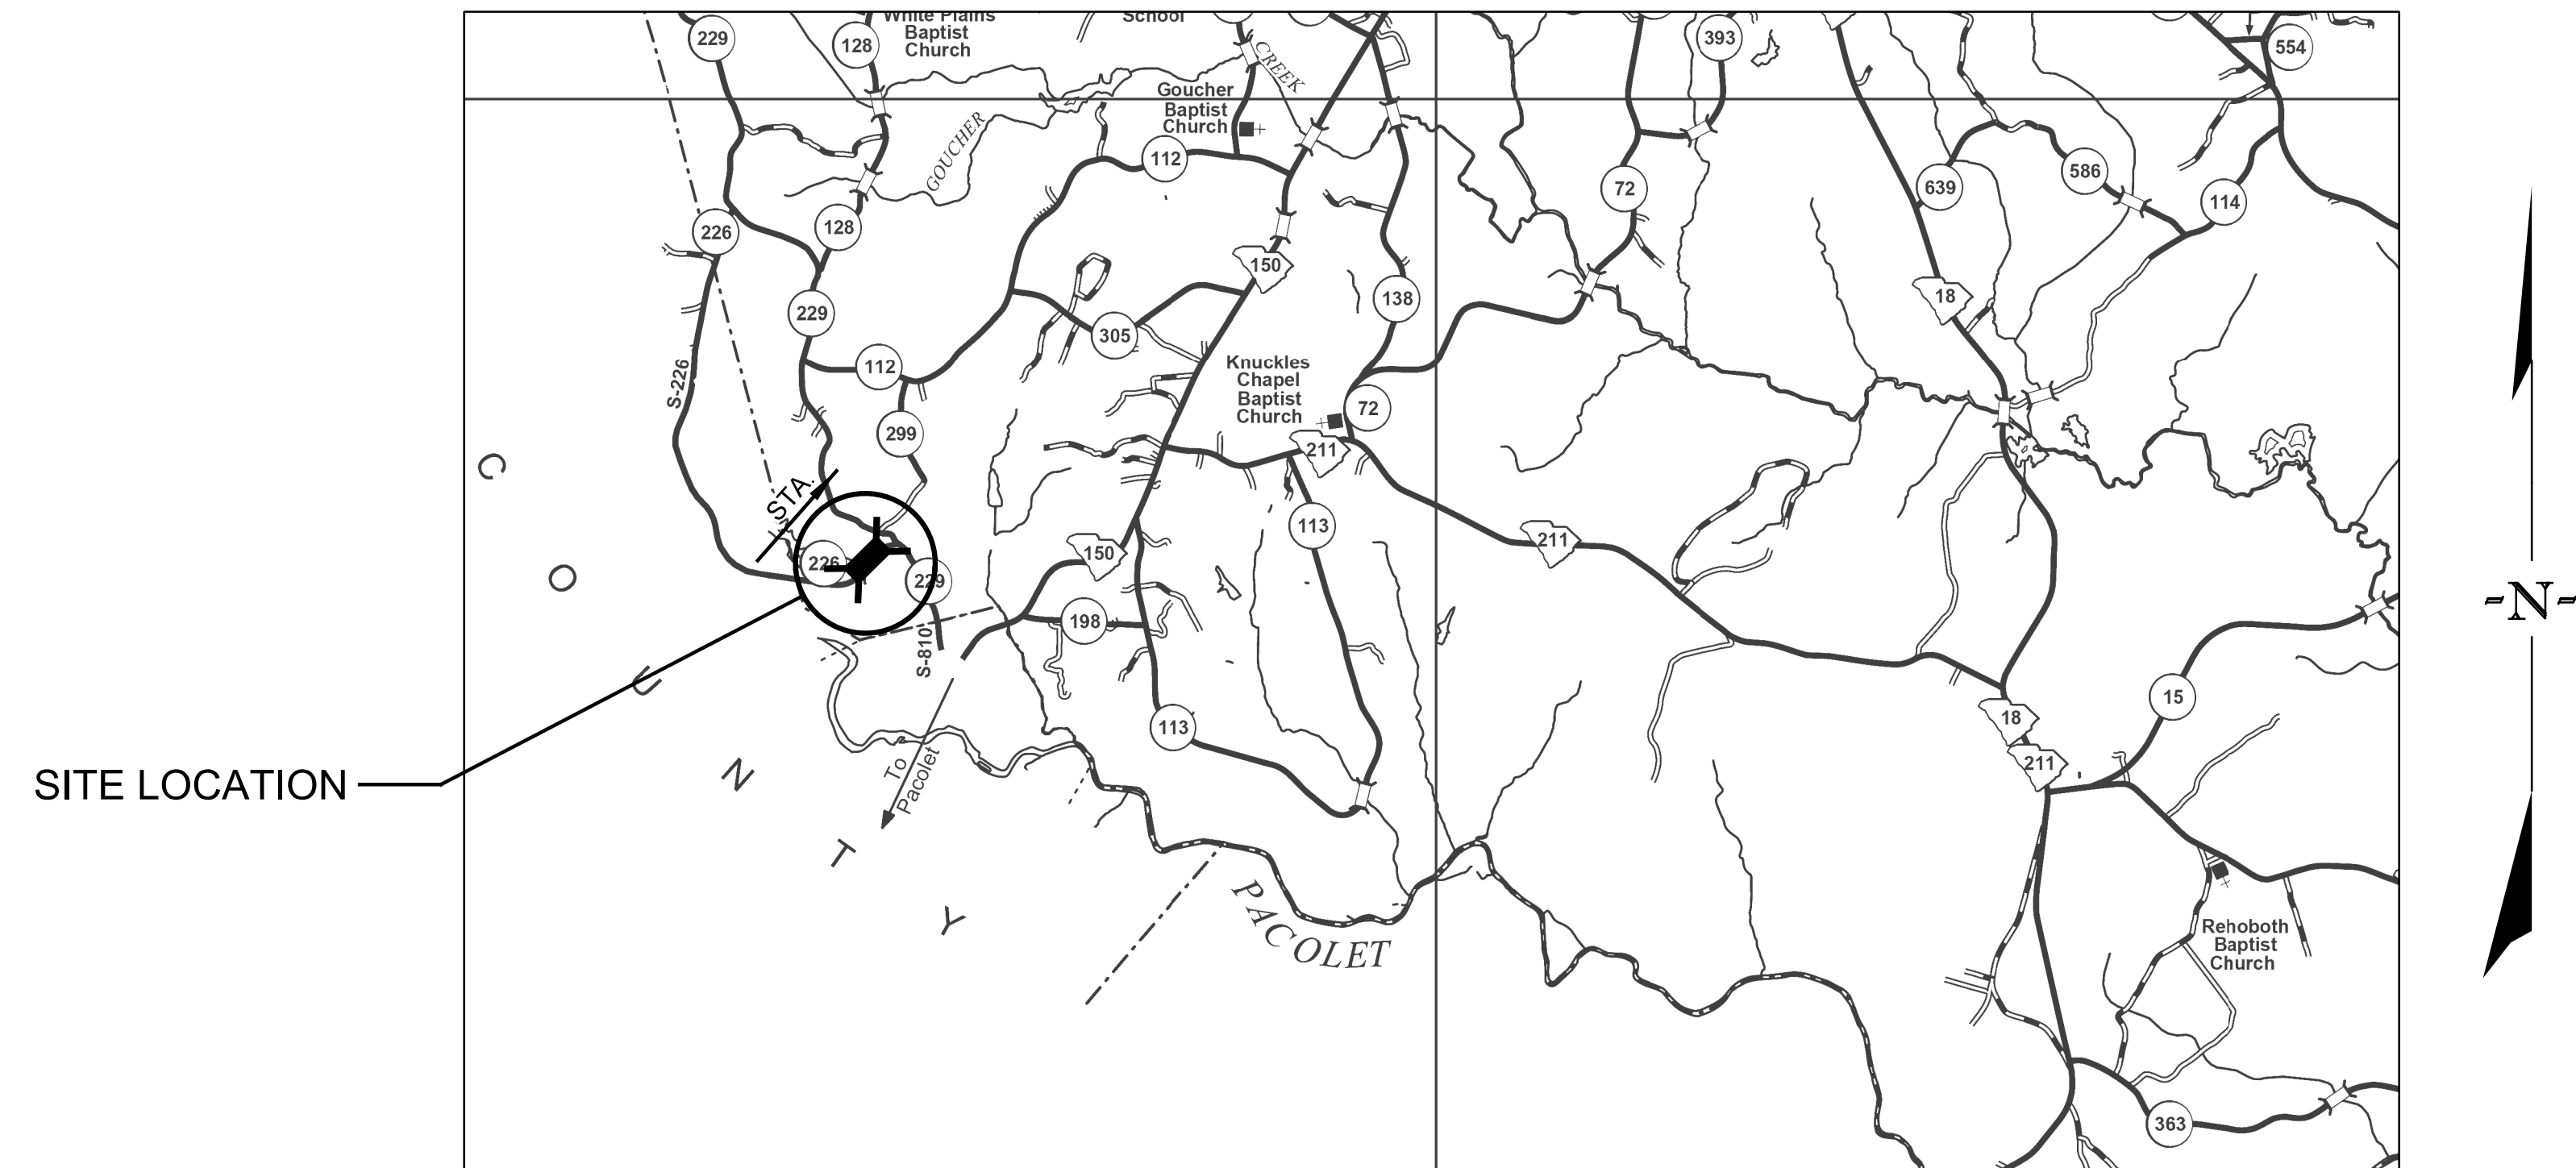 White Plains
Baptist
Church
School
229
128
393
554
CREEK
Goucher
Baptist
Church
GOUCHER
112
72
639
586
114
226
128
150
138
18
229
305
S-226
112
Knuckles
Chapel
Baptist
Church
72
299
211
C
STA.
113
211
150
226
229
O
-N-
198
S-810
U
15
18
113
211
To
Pacolet
N
SITE LOCATION
T
PACOLET
Y
Rehoboth
Baptist
Church
363